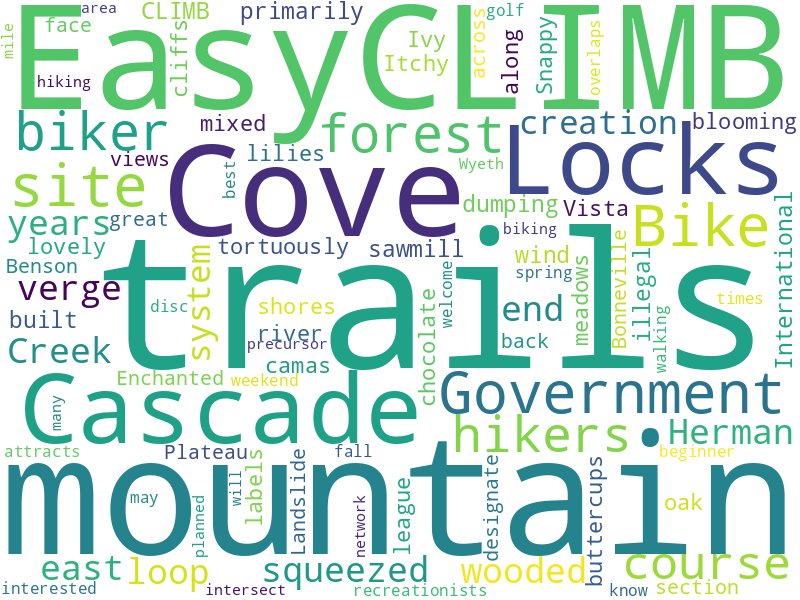 EasyCLIMB
area
mile
face
CLIMB
cliffs
primarily
Ivy
Itchy
golf
across
along
Snappy
overlaps
hiking
biker
mixed
forest
creation
blooming
views
lilies
Cove
Locks
Wyeth
best
site
dumping
Vista
Bike
years
great
biking
lovely
tortuously
sawmill
wind
Benson
system
trails
welcome
spring
meadows
Bonneville
illegal
International
verge
disc
shores
end
times
built
river
precursor
back
walking
Creek
camas
chocolate
Enchanted
weekend
Cascade
Government
many
hikers
Herman
attracts
Plateau
fall
beginner
mountain
labels
Landslide
league
designate
buttercups
oak
may
will
planned
network
east
loop
squeezed
wooded
course
interested
intersect
recreationists
know
section